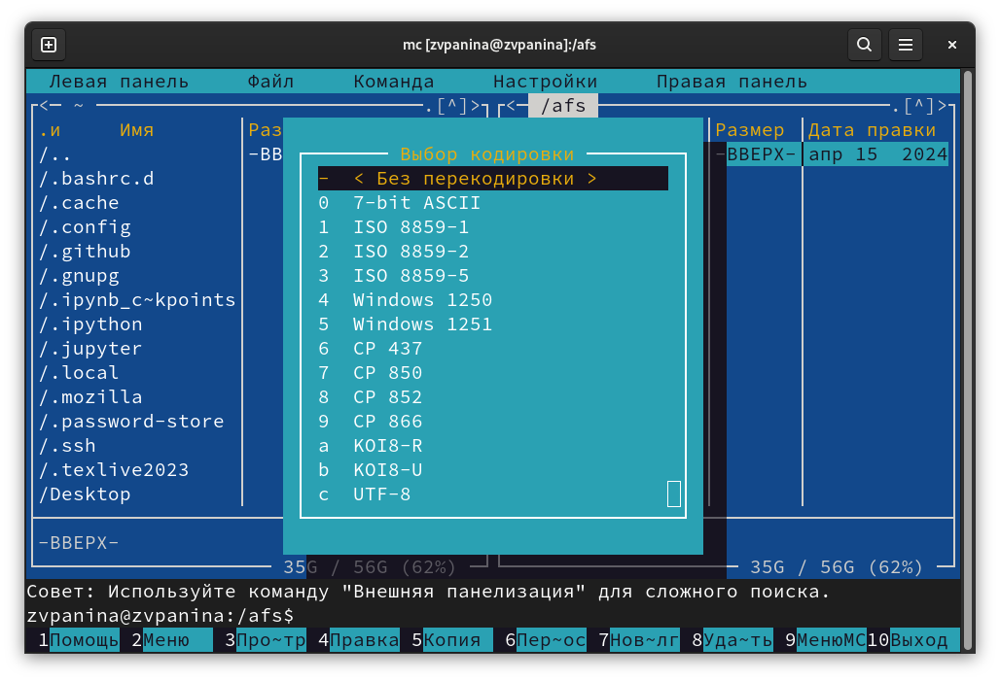 mc [zvpanina@zvpanina]:/afs
Левая панель Файл Команда Настройки Правая панель
<─ ~ .[^]> <─ /afs .[^]>
.и Имя Раз Размер Дата правки
/.. -ВВ -ВВЕРХ- апр 15 2024
Выбор кодировки
/.bashrc.d - < Без перекодировки >
/.cache 0 7-bit ASCII
/.config 1 ISO 8859-1
/.github 2 ISO 8859-2
/.gnupg 3 ISO 8859-5
/.ipynb_c~kpoints 4 Windows 1250
/.ipython 5 Windows 1251
/.jupyter 6 CP 437
/.local 7 CP 850
/.mozilla 8 CP 852
/.password-store 9 CP 866
/.ssh a KOI8-R
/.texlive2023 b KOI8-U
/Desktop c UTF-8
-ВВЕРХ-
35G / 56G (62%) 35G / 56G (62%)
Совет: Используйте команду "Внешняя панелизация" для сложного поиска.
zvpanina@zvpanina:/afs$
1Помощь 2Меню 3Про~тр 4Правка 5Копия 6Пер~ос 7Нов~лг 8Уда~ть 9МенюMC10Выход